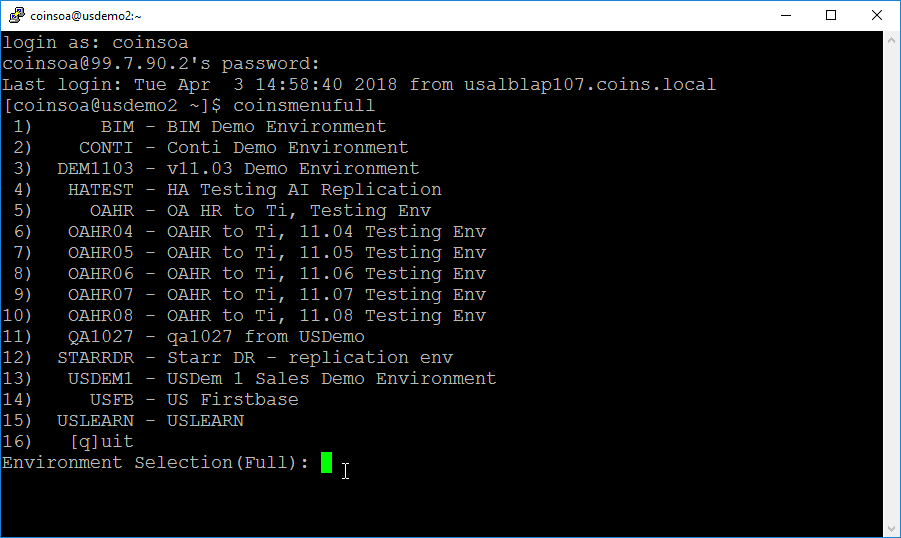 coinsoa@usdemo2:~
login as: coinsoa
coinsoa@99.7.90.2's password:
Last login: Tue Apr  3 14:58:40 2018 from usalblap107.coins.local
[coinsoa@usdemo2 ~]$ coinsmenufull
 1)      BIM - BIM Demo Environment
 2)    CONTI - Conti Demo Environment
 3)  DEM1103 - v11.03 Demo Environment
 4)   HATEST - HA Testing AI Replication
 5)     OAHR - OA HR to Ti, Testing Env
 6)   OAHR04 - OAHR to Ti, 11.04 Testing Env
 7)   OAHR05 - OAHR to Ti, 11.05 Testing Env
 8)   OAHR06 - OAHR to Ti, 11.06 Testing Env
 9)   OAHR07 - OAHR to Ti, 11.07 Testing Env
10)   OAHR08 - OAHR to Ti, 11.08 Testing Env
11)   QA1027 - qa1027 from USDemo
12)  STARRDR - Starr DR - replication env
13)   USDEM1 - USDem 1 Sales Demo Environment
14)     USFB - US Firstbase
15)  USLEARN - USLEARN
16)   [q]uit
Environment Selection(Full):